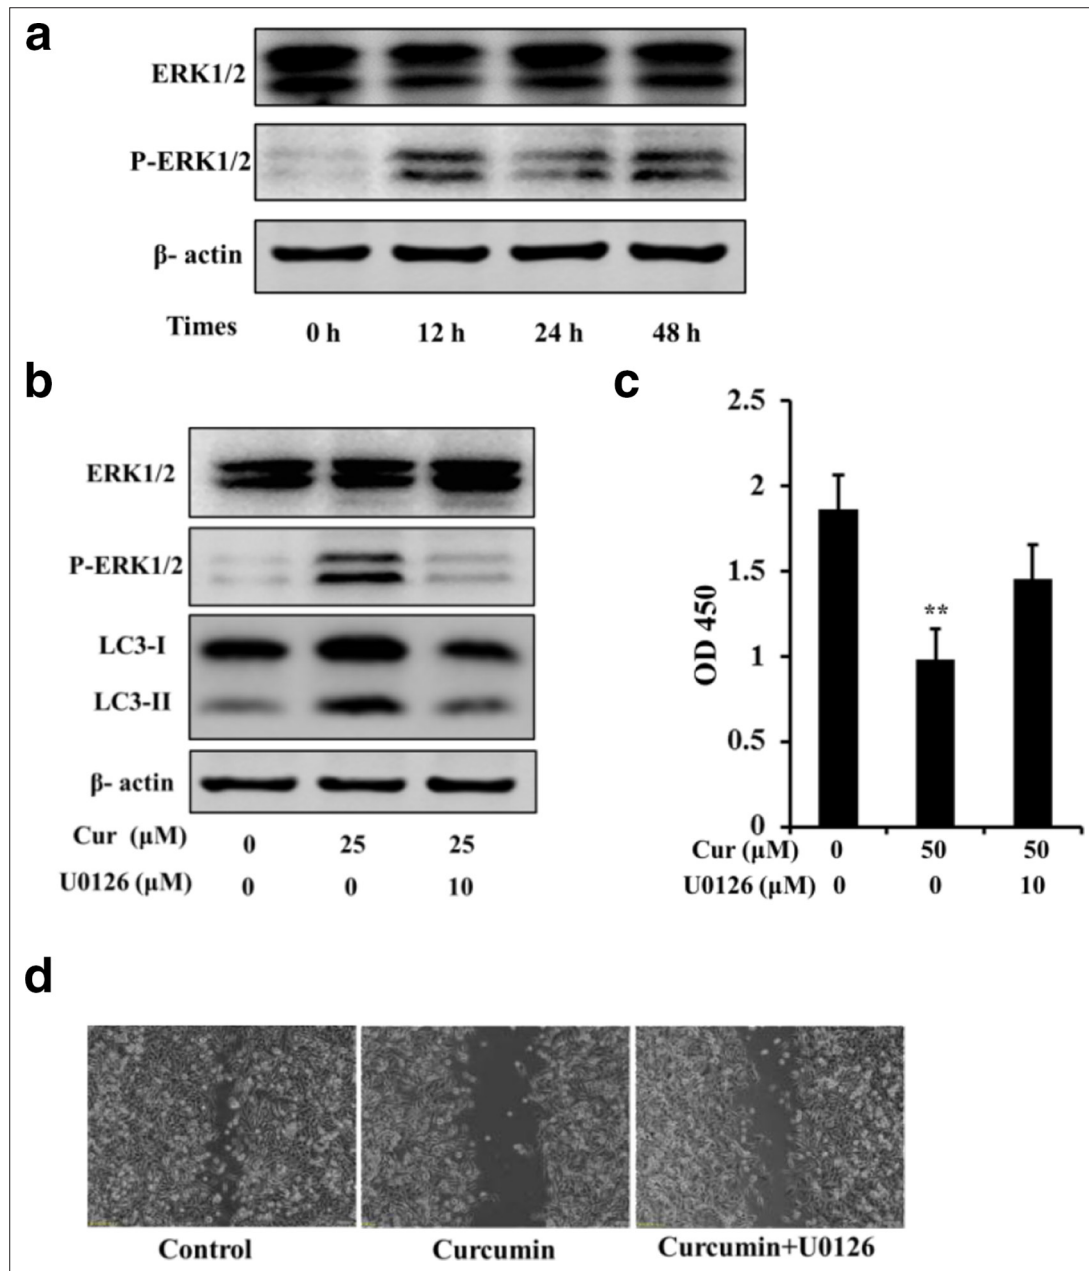 a
ERK1/2
P-ERK1/2
β- actin
Times 0 h 12 h 24 h 48 h
b
ERK1/2
P-ERK1/2
LC3-I
LC3-II
β- actin
Cur (μM) 0 25 25
U0126 (μM) 0 0 10
c
2.5
2
1.5
1
0.5
0
OD 450
**
Cur (μM) 0 50 50
U0126 (μM) 0 0 10
d
Control Curcumin Curcumin+U0126